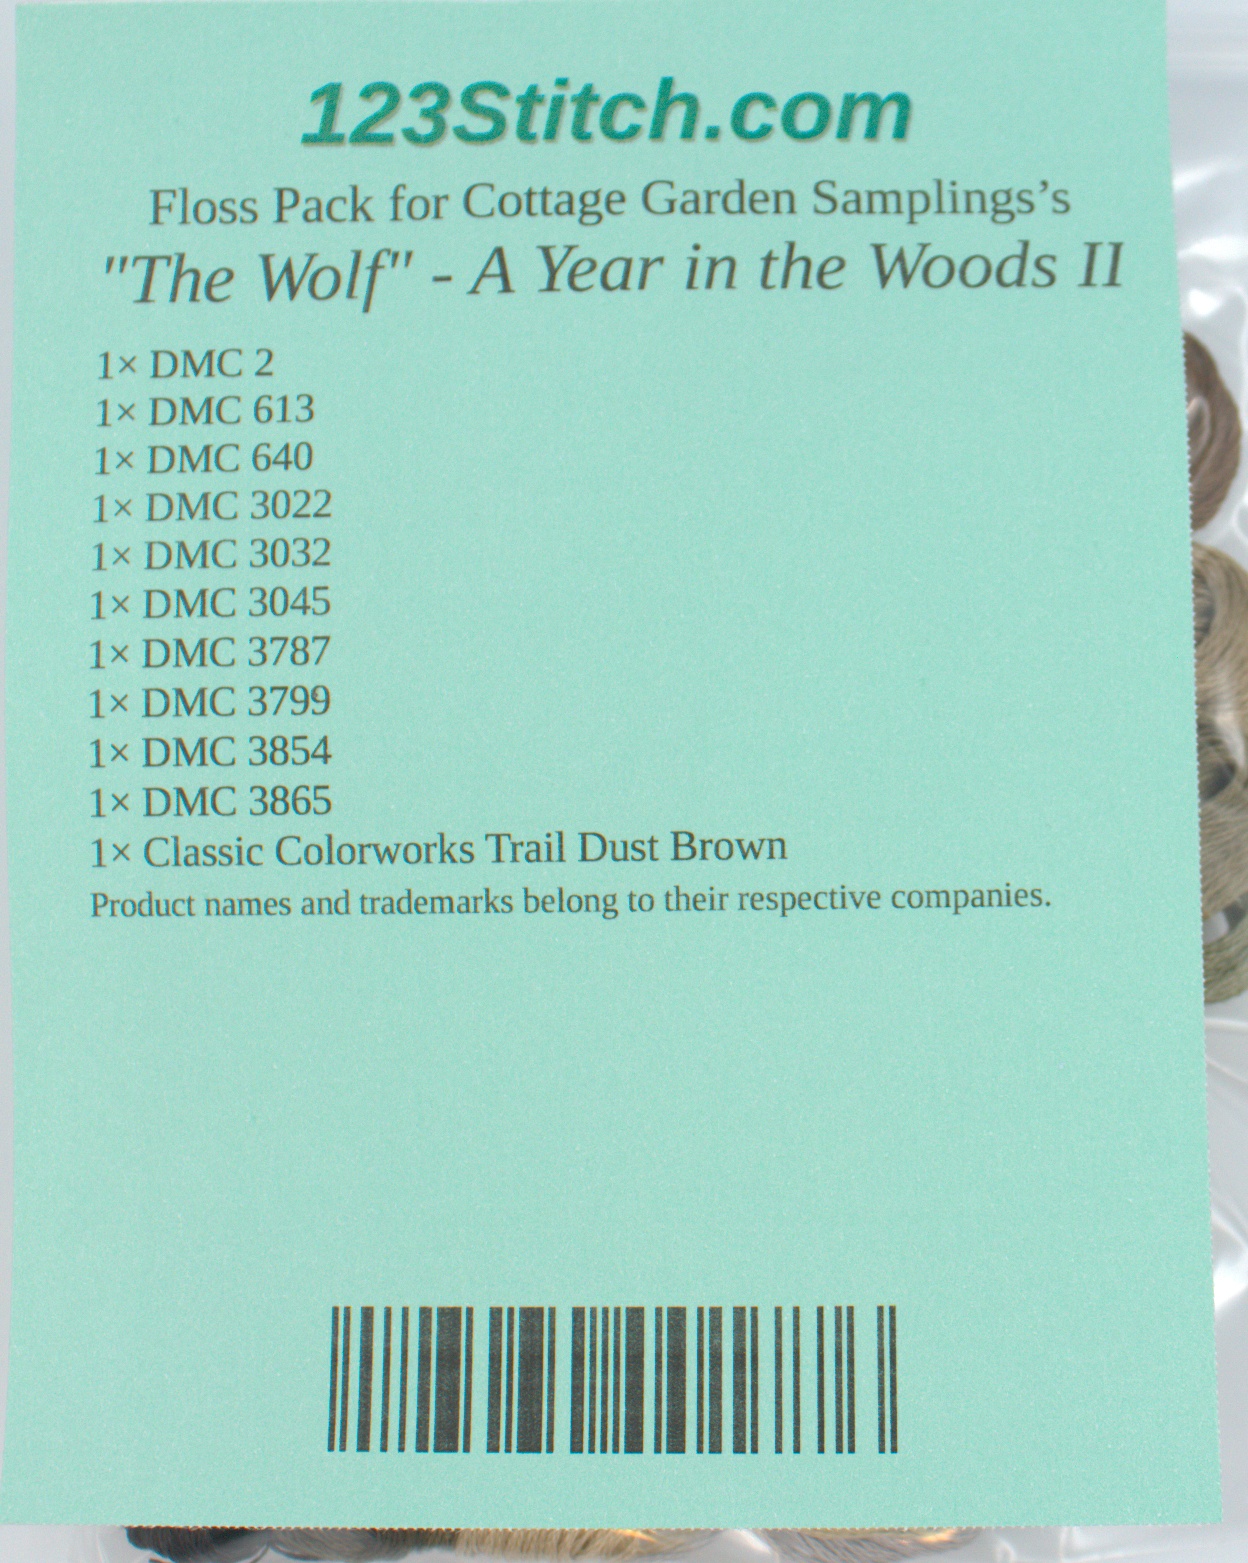 123Stitch.com
Floss Pack for Cottage Garden Samplings’s
"The Wolf" - A Year in the Woods II
1× DMC 2
1× DMC 613
1× DMC 640
1× DMC 3022
1× DMC 3032
1× DMC 3045
1× DMC 3787
1× DMC 3799
1× DMC 3854
1× DMC 3865
1× Classic Colorworks Trail Dust Brown
Product names and trademarks belong to their respective companies.